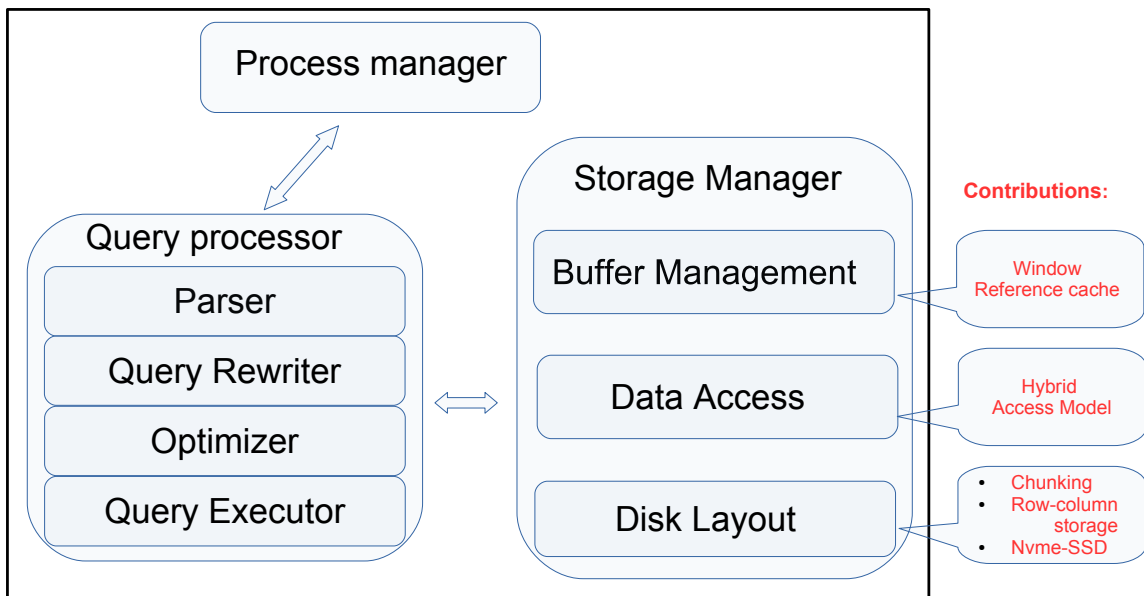 Process manager
Query processor
Parser
Query Rewriter
Optimizer
Query Executor
Storage Manager
Buffer Management
Data Access
Disk Layout
Contributions:
Window
Reference cache
Hybrid
Access Model
• Chunking
• Row-column
storage
• Nvme-SSD